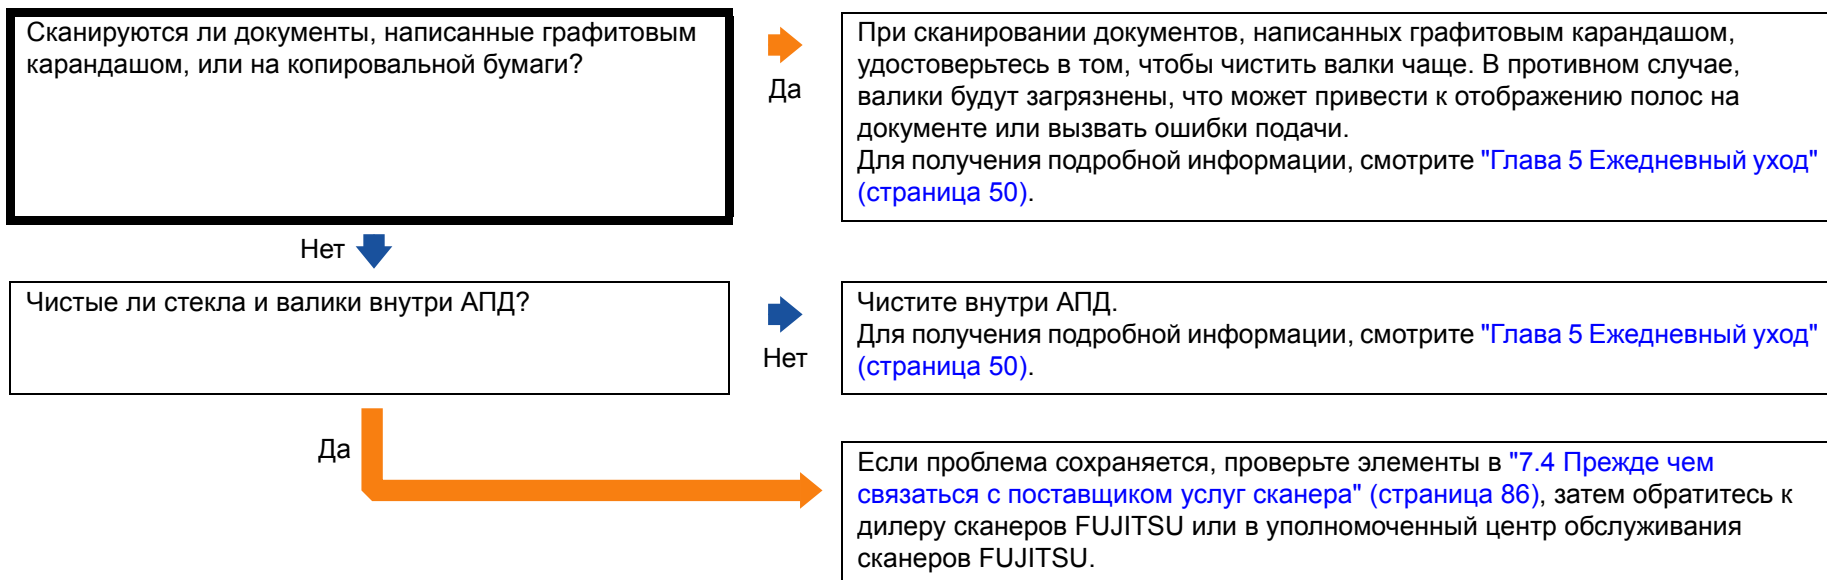 Сканируются ли документы, написанные графитовым
карандашом, или на копировальной бумаги?
Да
При сканировании документов, написанных графитовым карандашом,
удостоверьтесь в том, чтобы чистить валки чаще. В противном случае,
валики будут загрязнены, что может привести к отображению полос на
документе или вызвать ошибки подачи.
Для получения подробной информации, смотрите "Глава 5 Ежедневный уход"
(страница 50).
Нет
Чистые ли стекла и валики внутри АПД?
Нет
Чистите внутри АПД.
Для получения подробной информации, смотрите "Глава 5 Ежедневный уход"
(страница 50).
Да
Если проблема сохраняется, проверьте элементы в "7.4 Прежде чем
связаться с поставщиком услуг сканера" (страница 86), затем обратитесь к
дилеру сканеров FUJITSU или в уполномоченный центр обслуживания
сканеров FUJITSU.